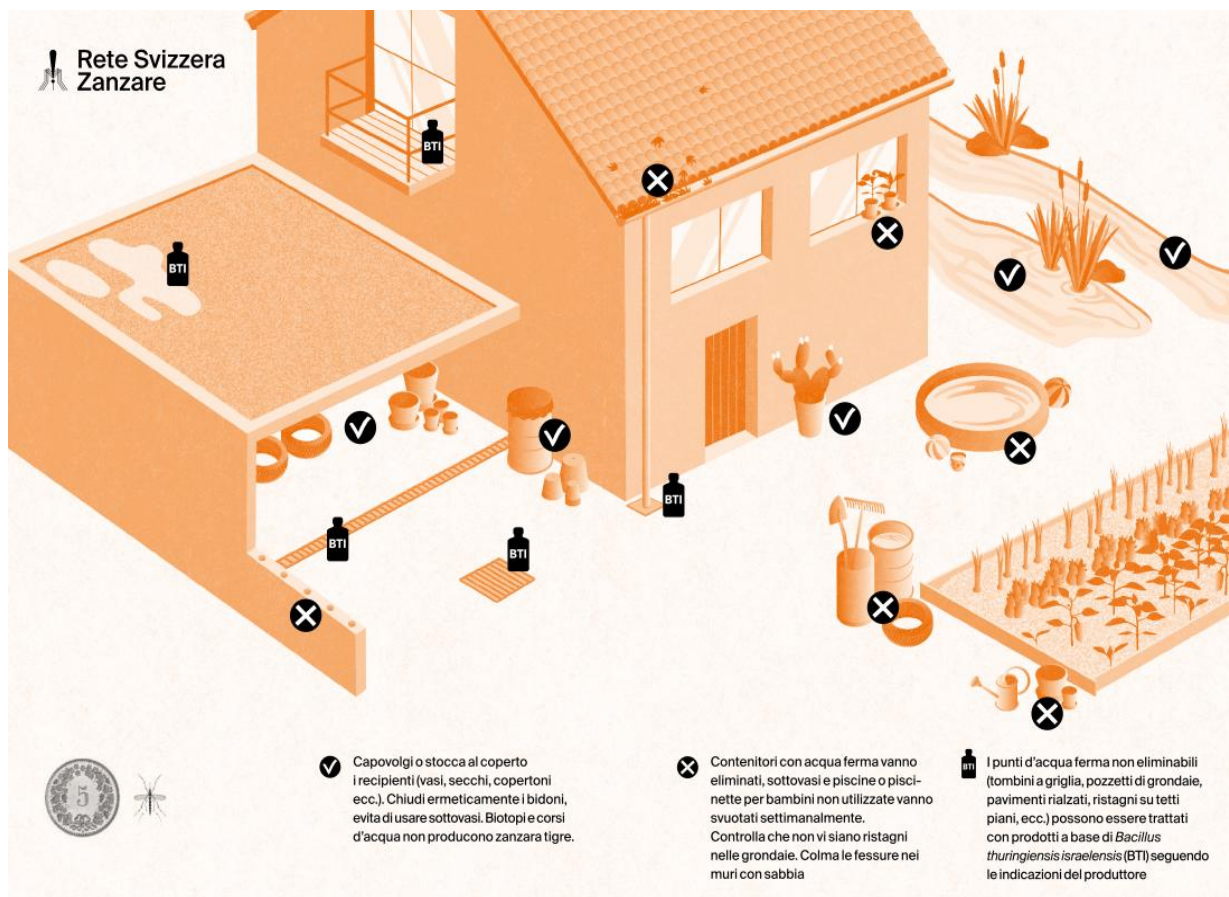 Rete Svizzera
Zanzare
BTI
BTI
BTI
BTI
BTI
5
Capovolgi o stocca al coperto
i recipienti (vasi, secchi, copertoni
ecc.). Chiudi ermeticamente i bidoni,
evita di usare sottovasi. Biotopi e corsi
d'acqua non producono zanzara tigre.
Contenitori con acqua ferma vanno
eliminati, sottovasi e piscine o pisci-
nette per bambini non utilizzate vanno
svuotati settimanalmente.
Controlla che non vi siano ristagni
nelle grondaie. Colma le fessure nei
muri con sabbia
BTI
I punti d'acqua ferma non eliminabili
(tombini a griglia, pozzetti di grondaie,
pavimenti rialzati, ristagni su tetti
piani, ecc.) possono essere trattati
con prodotti a base di Bacillus
thuringiensis israelensis (BTI) seguendo
le indicazioni del produttore